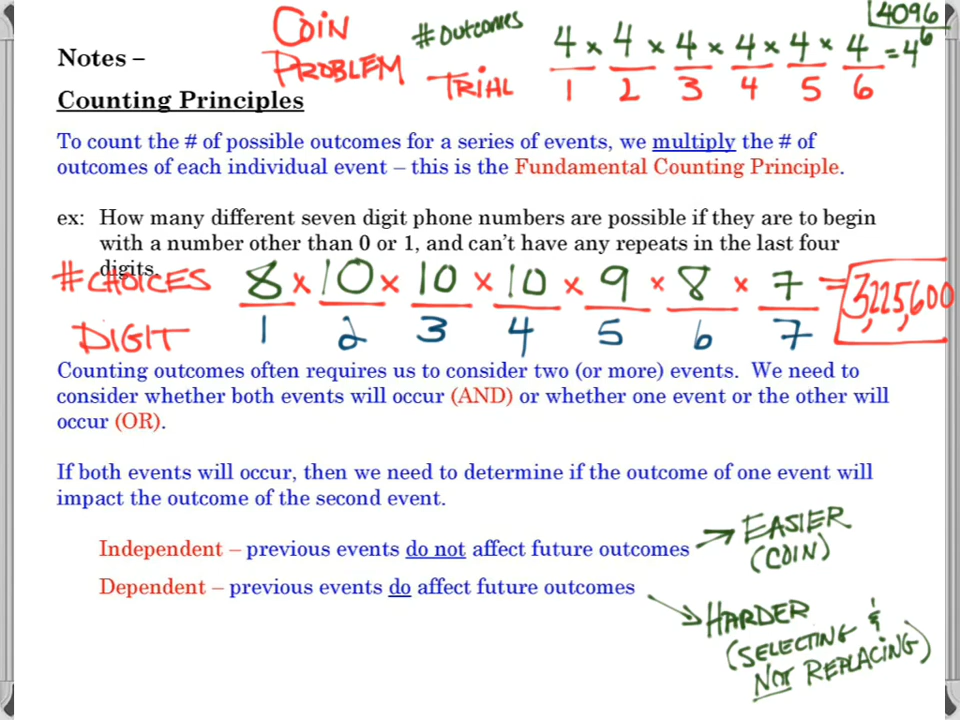 COIN PROBLEM
# OUTCOMES 4 × 4 × 4 × 4 × 4 × 4 = 4^6 4096
TRIAL 1 2 3 4 5 6
Notes –
Counting Principles
To count the # of possible outcomes for a series of events, we multiply the # of
outcomes of each individual event – this is the Fundamental Counting Principle.
ex: How many different seven digit phone numbers are possible if they are to begin
with a number other than 0 or 1, and can't have any repeats in the last four
digits.
# CHOICES 8 × 10 × 10 × 10 × 9 × 8 × 7 = 3,225,600
DIGIT 1 2 3 4 5 6 7
Counting outcomes often requires us to consider two (or more) events. We need to
consider whether both events will occur (AND) or whether one event or the other will
occur (OR).
If both events will occur, then we need to determine if the outcome of one event will
impact the outcome of the second event.
Independent – previous events do not affect future outcomes
→ EASIER
(COIN)
Dependent – previous events do affect future outcomes
→ HARDER
(SELECTING &
NOT REPLACING)